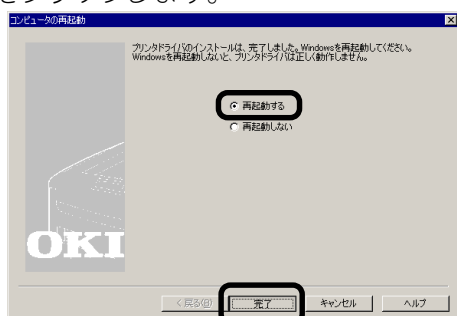 をクリックします。
コンピュータの再起動
プリンタドライバのインストールは、完了しました。Windowsを再起動してください。
Windowsを再起動しないと、プリンタドライバは正しく動作しません。
再起動する
再起動しない
OKI
< 戻る(B)
完了
キャンセル
ヘルプ